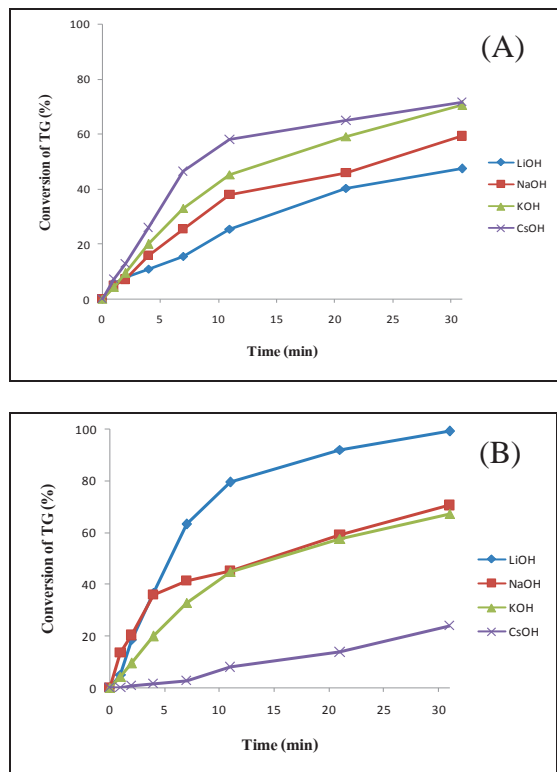 (A)
100
80
60
40
20
0
Conversion of TG (%)
LiOH
NaOH
KOH
CsOH
0 5 10 15 20 25 30
Time (min)
(B)
100
80
60
40
20
0
Conversion of TG (%)
LiOH
NaOH
KOH
CsOH
0 5 10 15 20 25 30
Time (min)